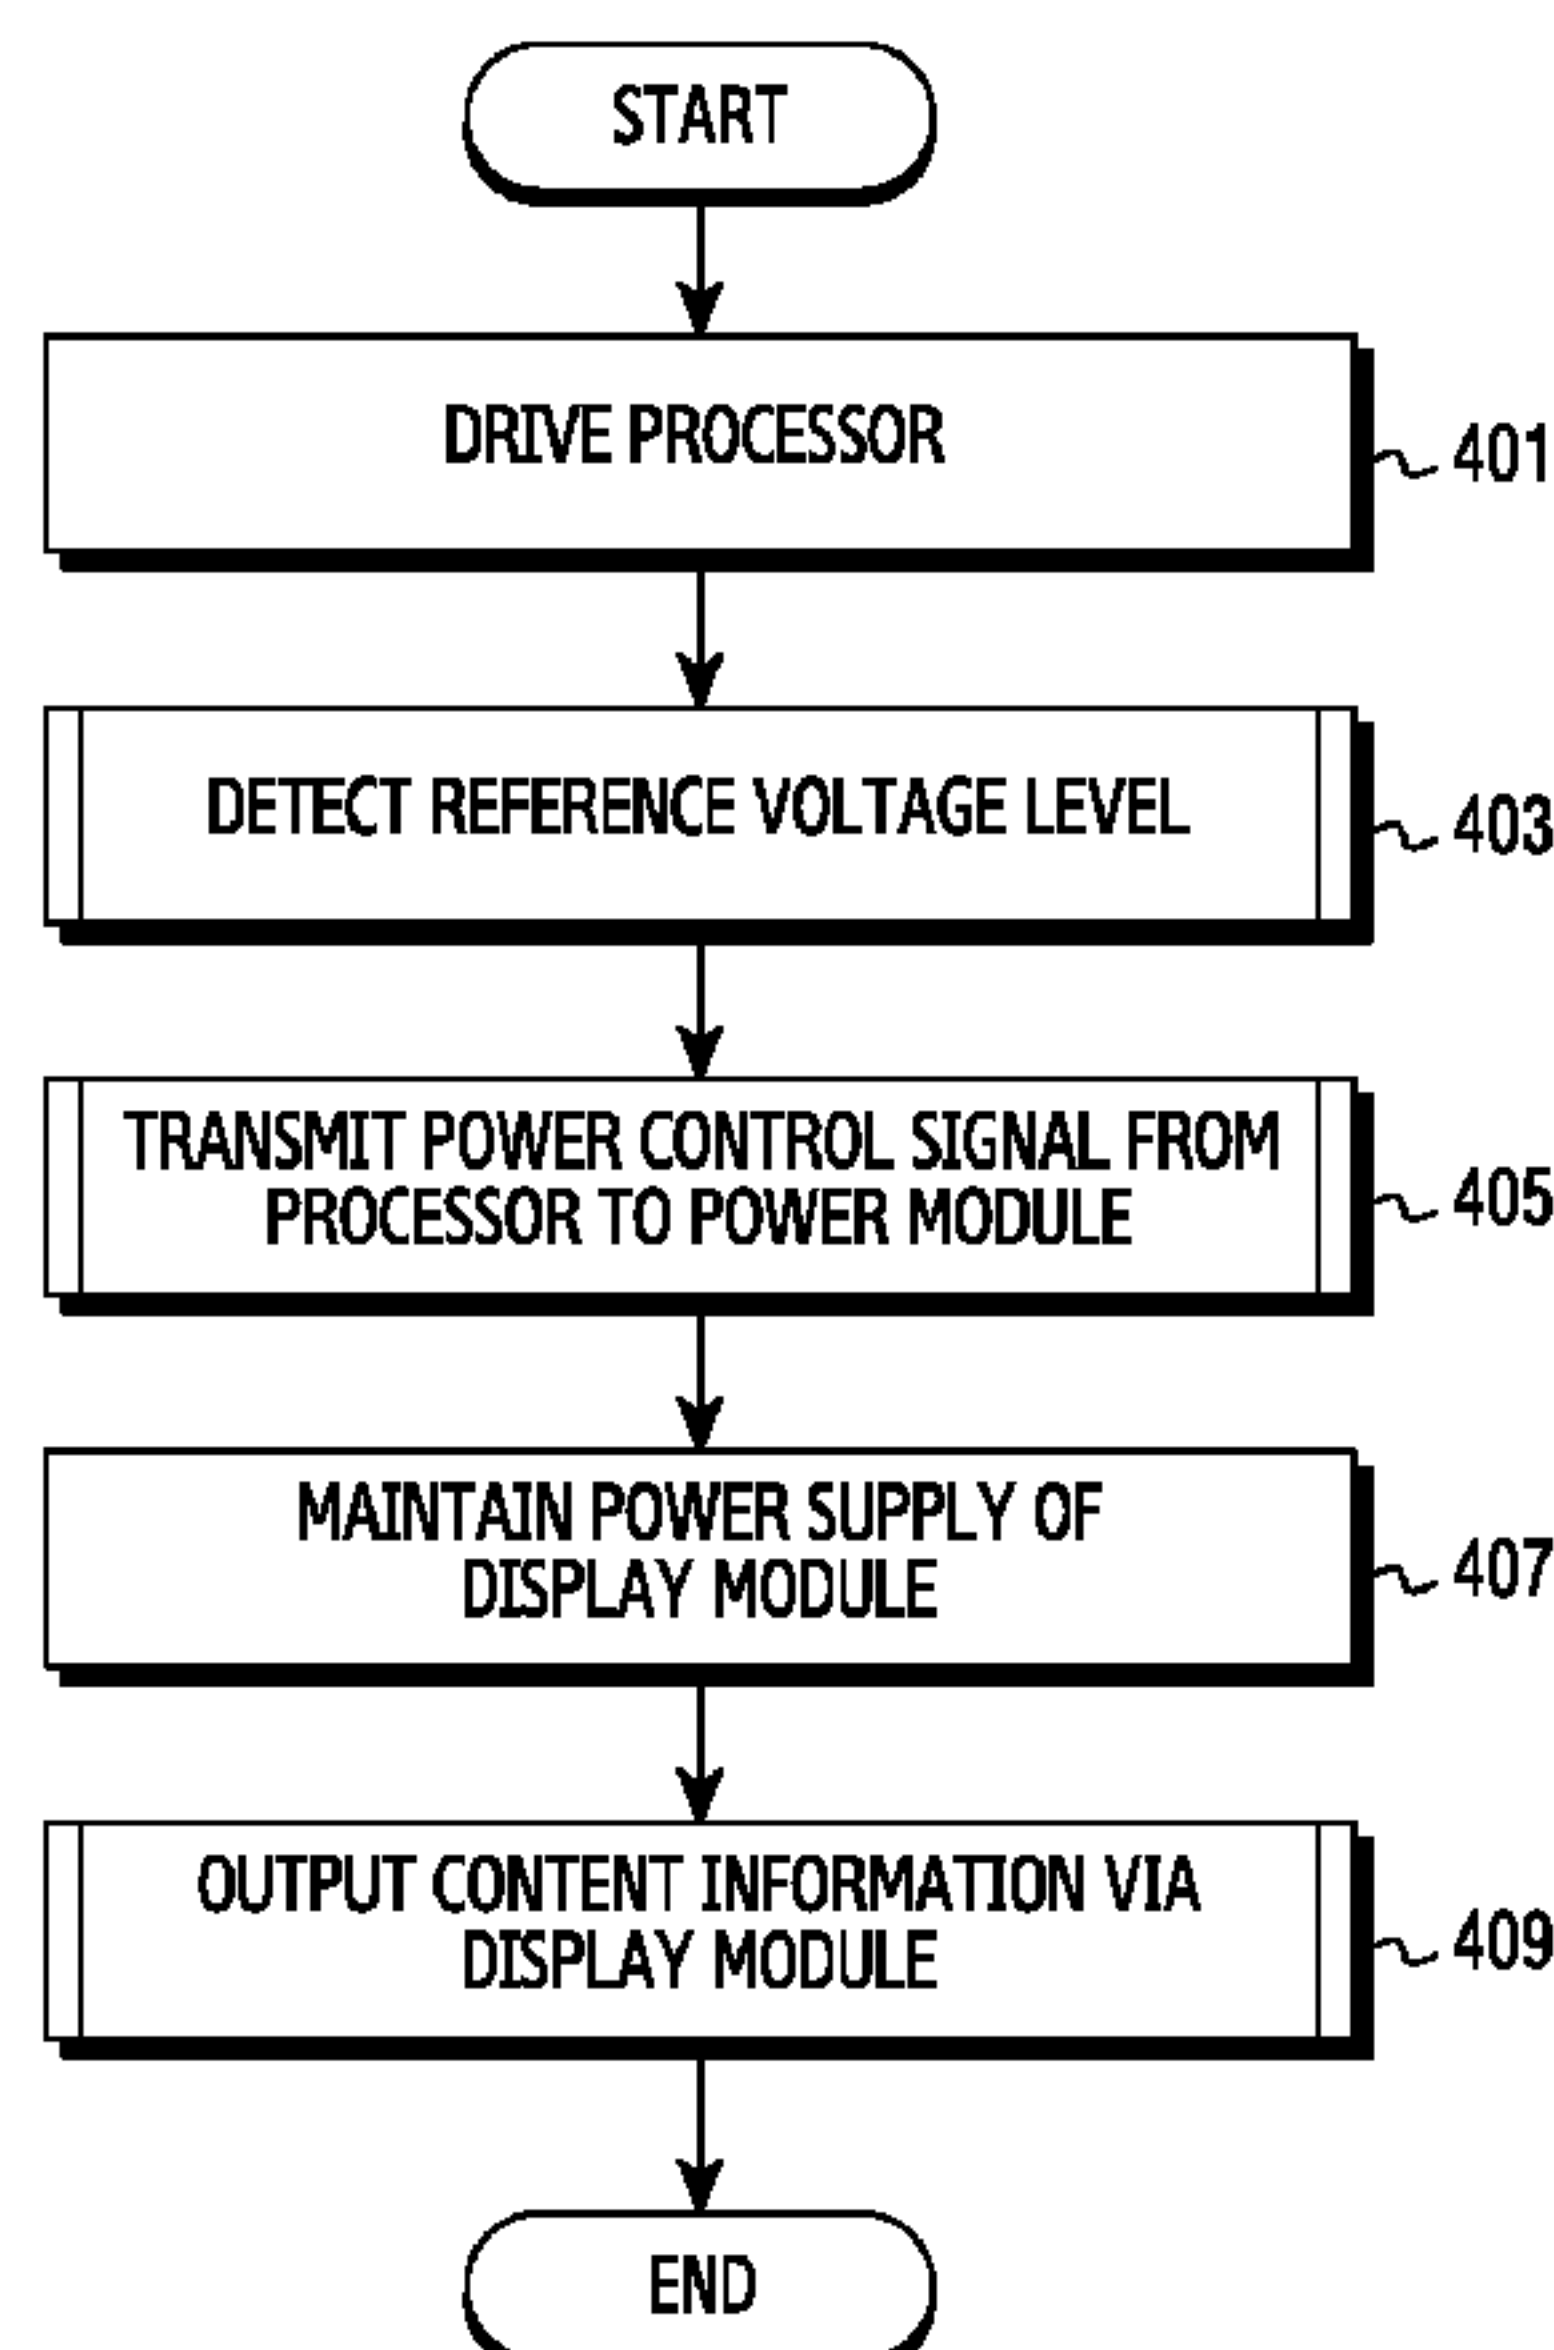 START
DRIVE PROCESSOR
401
DETECT REFERENCE VOLTAGE LEVEL
403
TRANSMIT POWER CONTROL SIGNAL FROM
PROCESSOR TO POWER MODULE
405
MAINTAIN POWER SUPPLY OF
DISPLAY MODULE
407
OUTPUT CONTENT INFORMATION VIA
DISPLAY MODULE
409
END